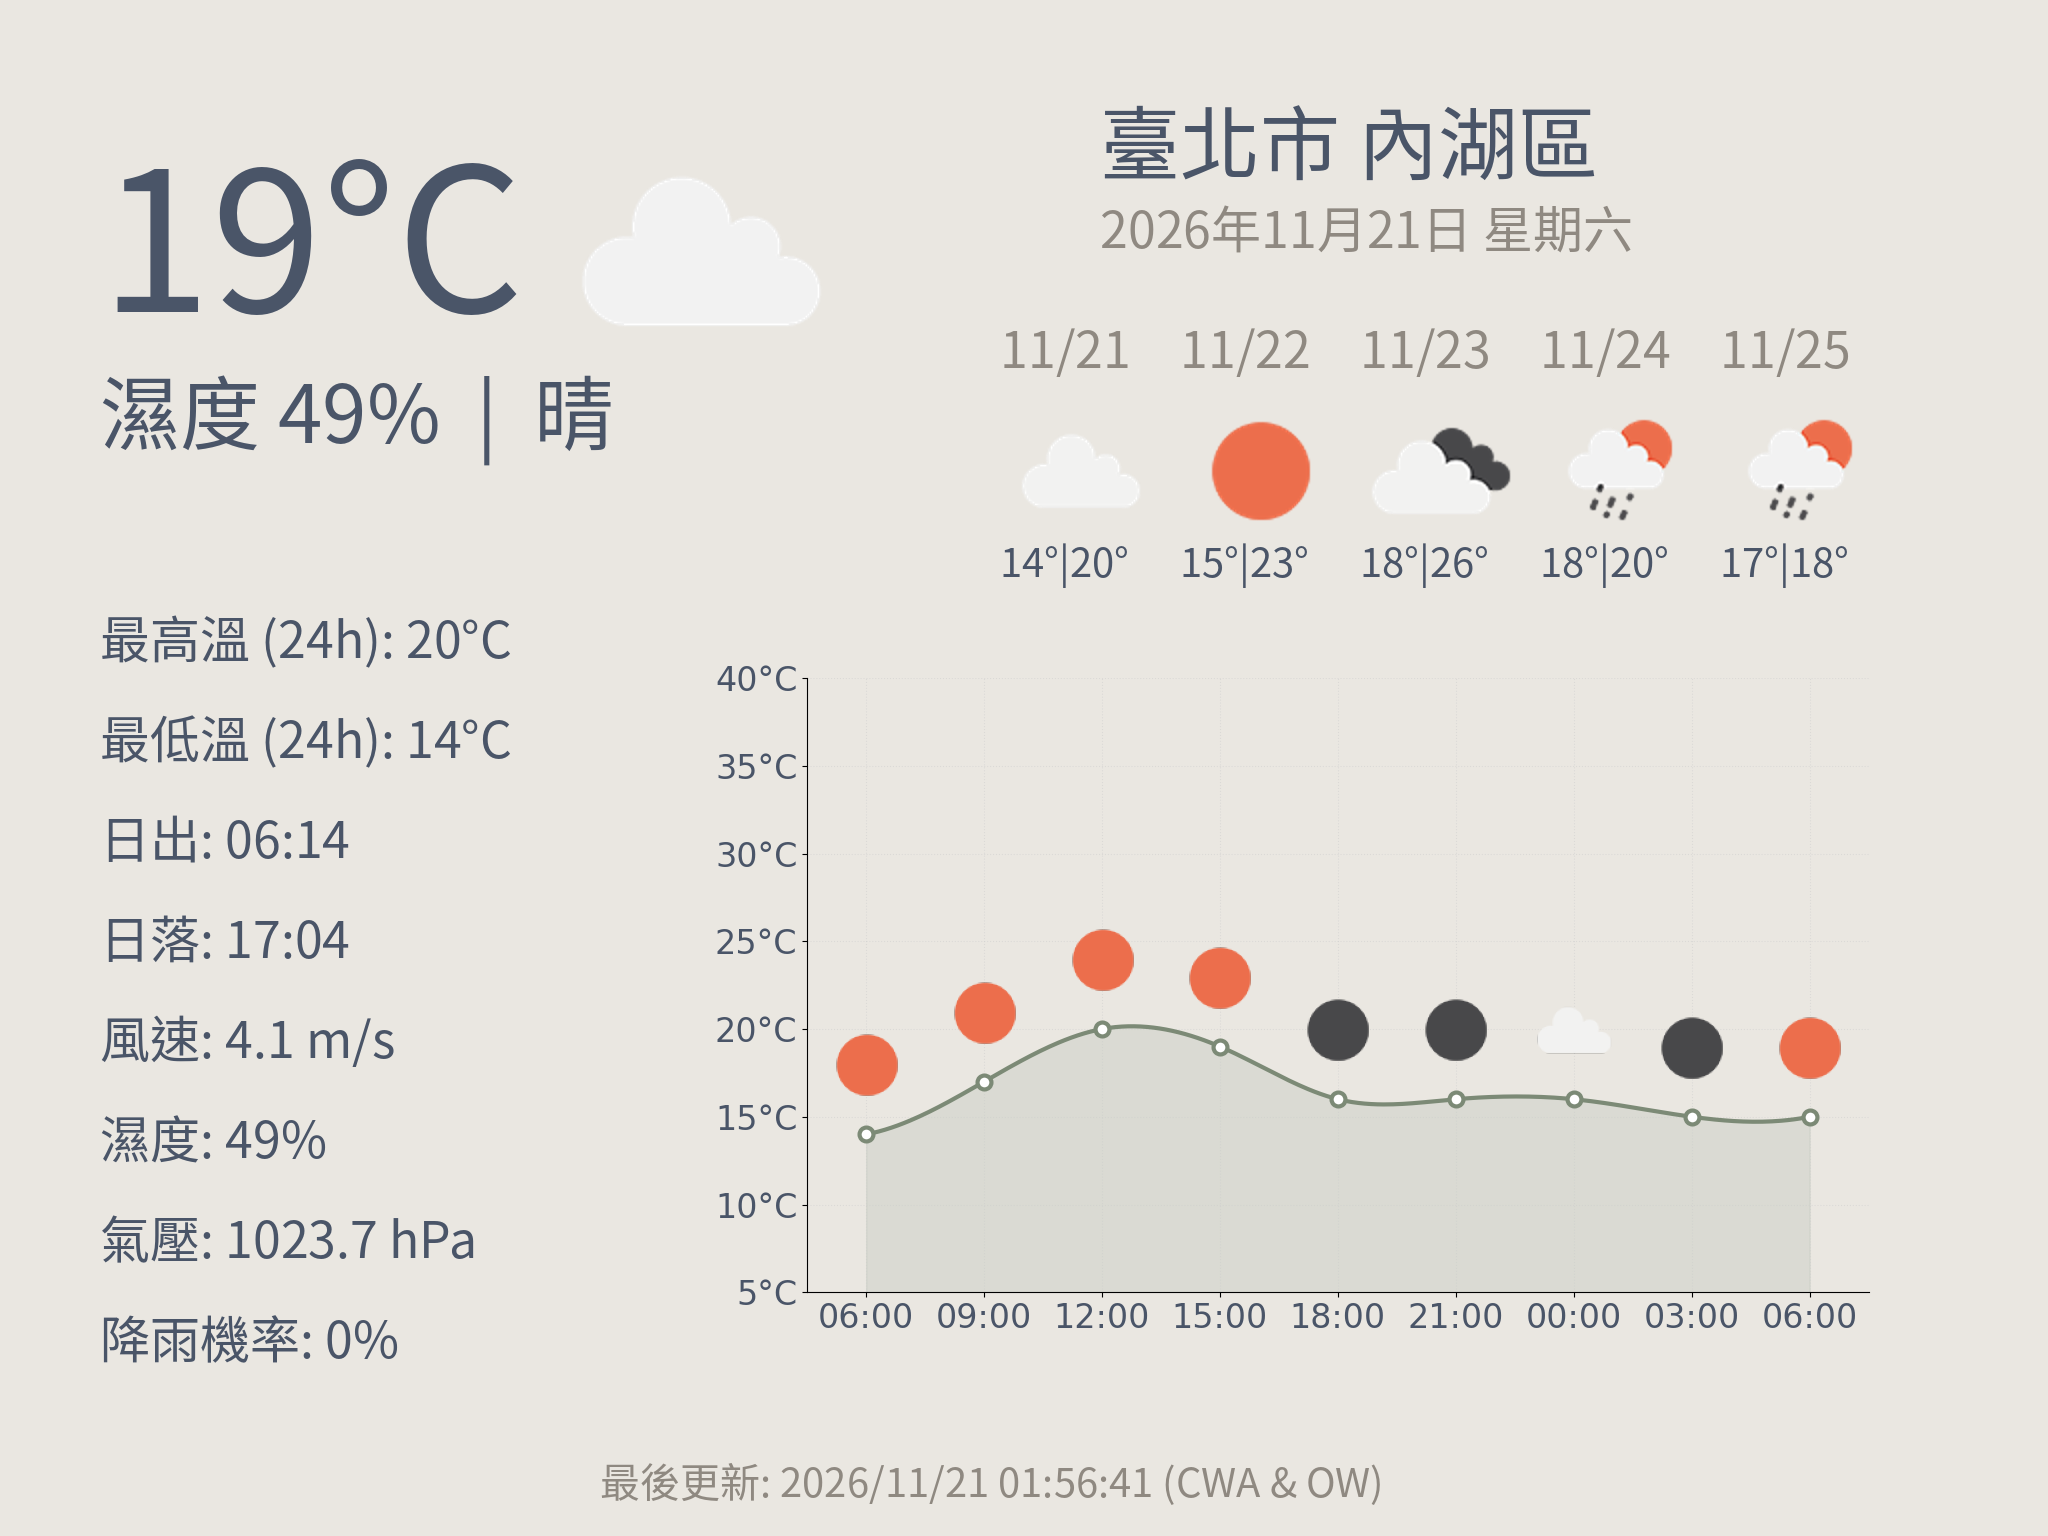 臺北市 內湖區
2026年11月21日 星期六
19°C
濕度 49% | 晴
11/21 11/22 11/23 11/24 11/25
14°|20° 15°|23° 18°|26° 18°|20° 17°|18°
最高溫 (24h): 20°C
最低溫 (24h): 14°C
日出: 06:14
日落: 17:04
風速: 4.1 m/s
濕度: 49%
氣壓: 1023.7 hPa
降雨機率: 0%
40°C
35°C
30°C
25°C
20°C
15°C
10°C
5°C
06:00 09:00 12:00 15:00 18:00 21:00 00:00 03:00 06:00
最後更新: 2026/11/21 01:56:41 (CWA & OW)